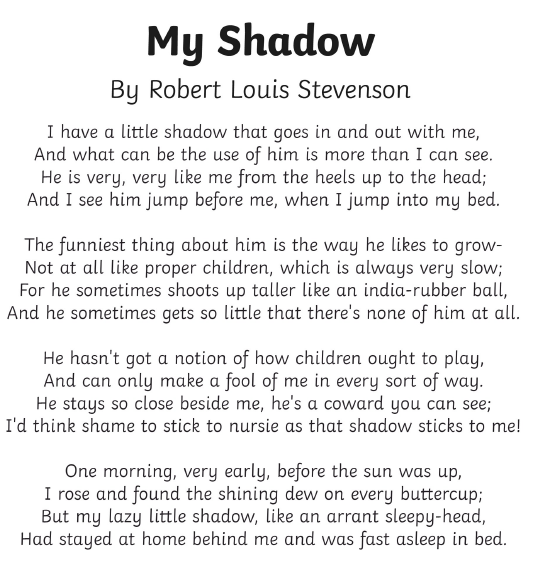 My Shadow
By Robert Louis Stevenson
I have a little shadow that goes in and out with me,
And what can be the use of him is more than I can see.
He is very, very like me from the heels up to the head;
And I see him jump before me, when I jump into my bed.
The funniest thing about him is the way he likes to grow-
Not at all like proper children, which is always very slow;
For he sometimes shoots up taller like an india-rubber ball,
And he sometimes gets so little that there's none of him at all.
He hasn't got a notion of how children ought to play,
And can only make a fool of me in every sort of way.
He stays so close beside me, he's a coward you can see;
I'd think shame to stick to nursie as that shadow sticks to me!
One morning, very early, before the sun was up,
I rose and found the shining dew on every buttercup;
But my lazy little shadow, like an arrant sleepy-head,
Had stayed at home behind me and was fast asleep in bed.